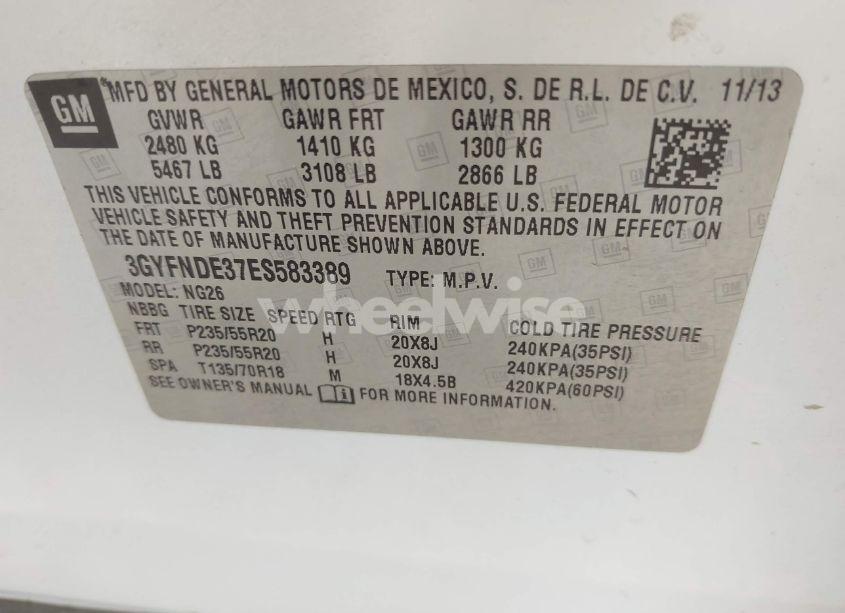 GM
MFD BY GENERAL MOTORS DE MEXICO, S. DE R.L. DE C.V. 11/13
GVWR GAWR FRT GAWR RR
2480 KG 1410 KG 1300 KG
5467 LB 3108 LB 2866 LB
THIS VEHICLE CONFORMS TO ALL APPLICABLE U.S. FEDERAL MOTOR
VEHICLE SAFETY AND THEFT PREVENTION STANDARDS IN EFFECT ON
THE DATE OF MANUFACTURE SHOWN ABOVE.
3GYFNDE37ES583389 TYPE: M.P.V.
MODEL: NG26
wheelwise
NBBG TIRE SIZE SPEED RTG RIM COLD TIRE PRESSURE
FRT P235/55R20 H 20X8J 240KPA(35PSI)
RR P235/55R20 H 20X8J 240KPA(35PSI)
SPA T135/70R18 M 18X4.5B 420KPA(60PSI)
SEE OWNER'S MANUAL FOR MORE INFORMATION.